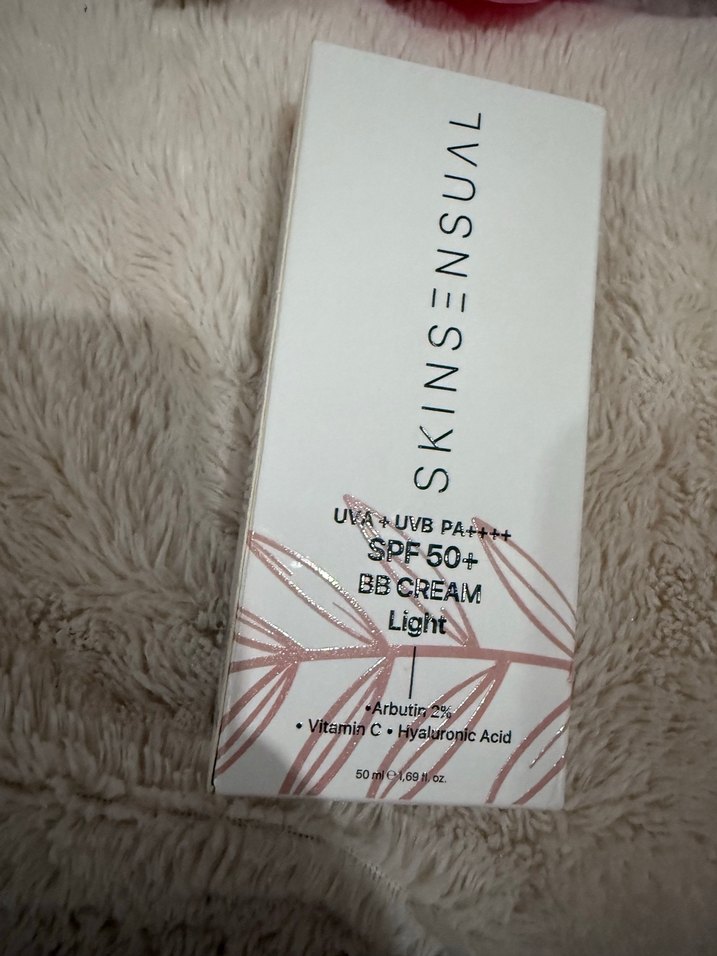 SKINSENSUAL
UVA + UVB PA++++
SPF 50+
BB CREAM
Light
•Arbutin 2%
• Vitamin C • Hyaluronic Acid
50 ml ℮ 1,69 fl. oz.